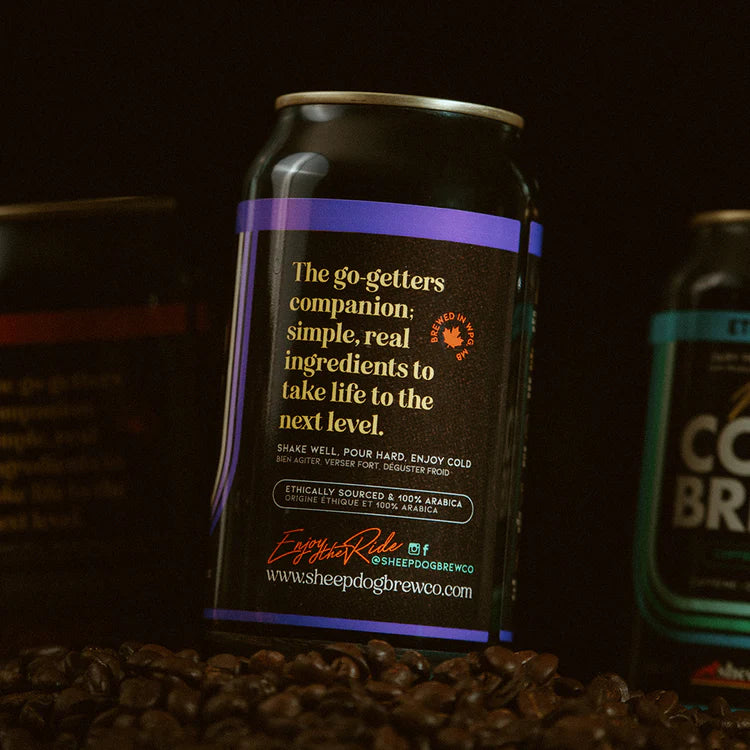 The go-getters
companion;
simple, real
ingredients to
take life to the
next level.
BREWED IN WPG MB
SHAKE WELL, POUR HARD, ENJOY COLD
BIEN AGITER, VERSER FORT, DÉGUSTER FROID
ETHICALLY SOURCED & 100% ARABICA
ORIGINE ÉTHIQUE ET 100% ARABICA
Enjoy the Ride
@SHEEPDOGBREWCO
www.sheepdogbrewco.com
CO
BR